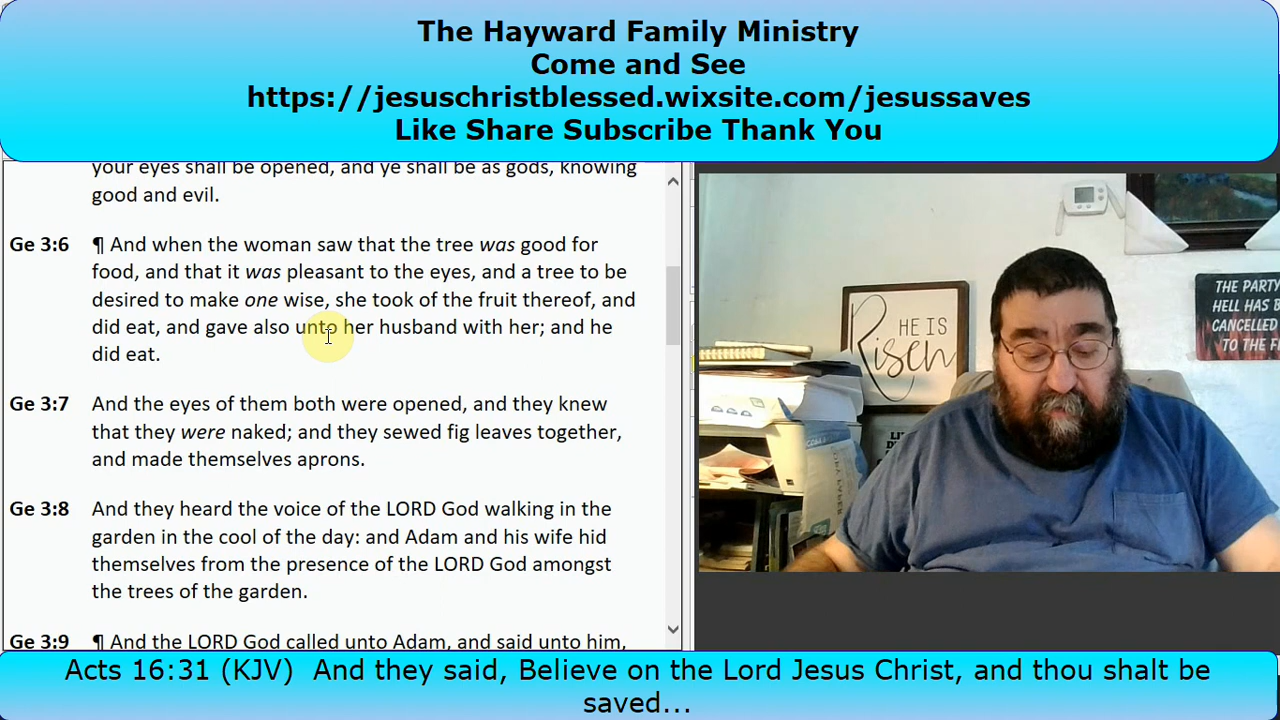 The Hayward Family Ministry
Come and See
https://jesuschristblessed.wixsite.com/jesussaves
Like Share Subscribe Thank You
your eyes shall be opened, and ye shall be as gods, knowing
good and evil.
Ge 3:6 ¶ And when the woman saw that the tree was good for
food, and that it was pleasant to the eyes, and a tree to be
desired to make one wise, she took of the fruit thereof, and
did eat, and gave also unto her husband with her; and he
did eat.
Ge 3:7 And the eyes of them both were opened, and they knew
that they were naked; and they sewed fig leaves together,
and made themselves aprons.
Ge 3:8 And they heard the voice of the LORD God walking in the
garden in the cool of the day: and Adam and his wife hid
themselves from the presence of the LORD God amongst
the trees of the garden.
Ge 3:9 ¶ And the LORD God called unto Adam, and said unto him,
HE IS
Risen
THE PARTY
HELL HAS B
CANCELLED
TO THE FI
Acts 16:31 (KJV) And they said, Believe on the Lord Jesus Christ, and thou shalt be
saved...